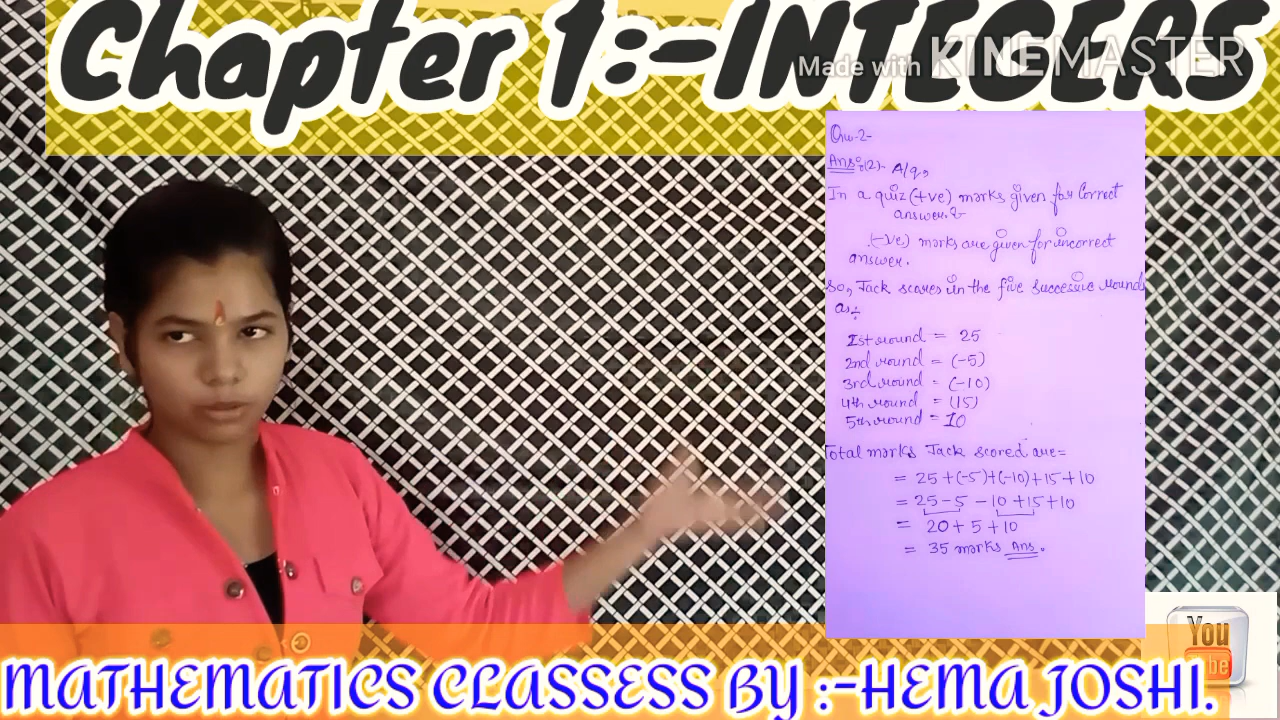 Chapter 1:-INTEGERS
Made with KINEMASTER
Que-2-
Ans:(2)- A/q,
In a quiz (+ve) marks given for Correct
answer. &
(-ve) marks are given for incorrect
answer.
So, Jack scores in the five succesive rounds
as÷
1st round = 25
2nd round = (-5)
3rd round = (-10)
4th round = (15)
5th round = 10
Total marks Jack scored are=
= 25+(-5)+(-10)+15+10
= 25-5-10+15+10
= 20+5+10
= 35 marks Ans.
You
be
MATHEMATICS CLASSESS BY :-HEMA JOSHI.